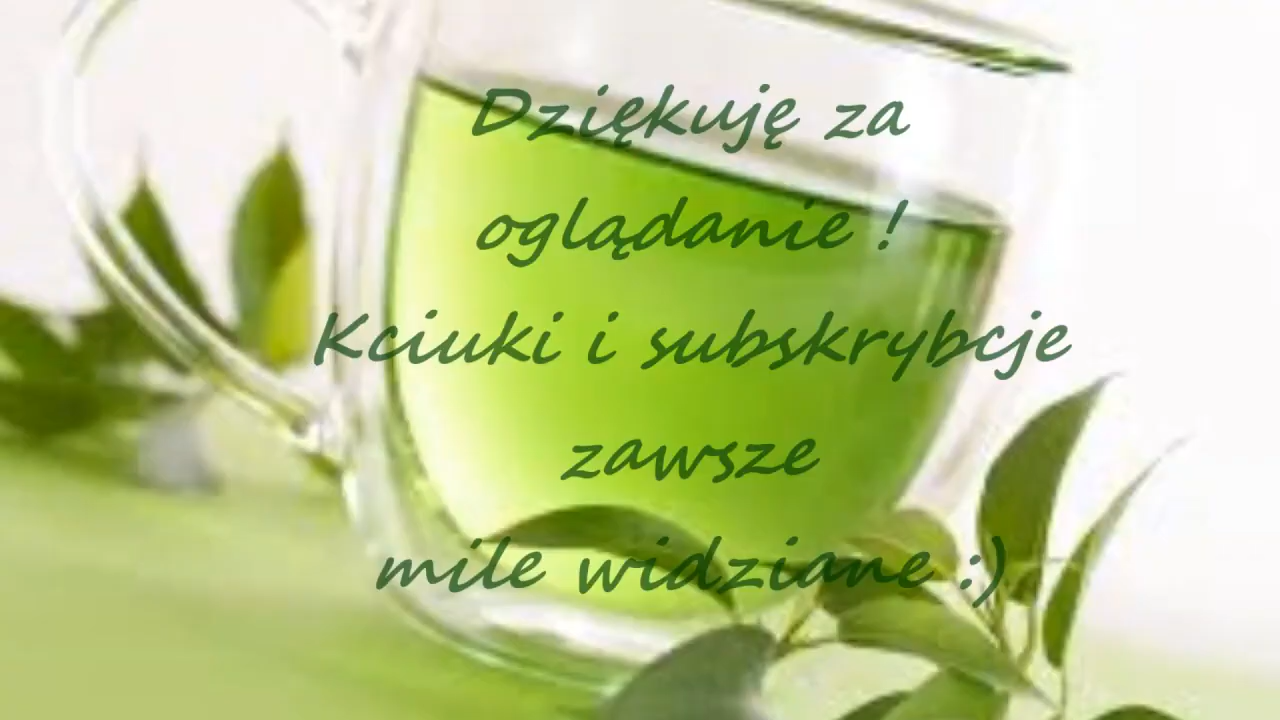 Dziękuję za
oglądanie !
Kciuki i subskrybcje
zawsze
mile widziane :)